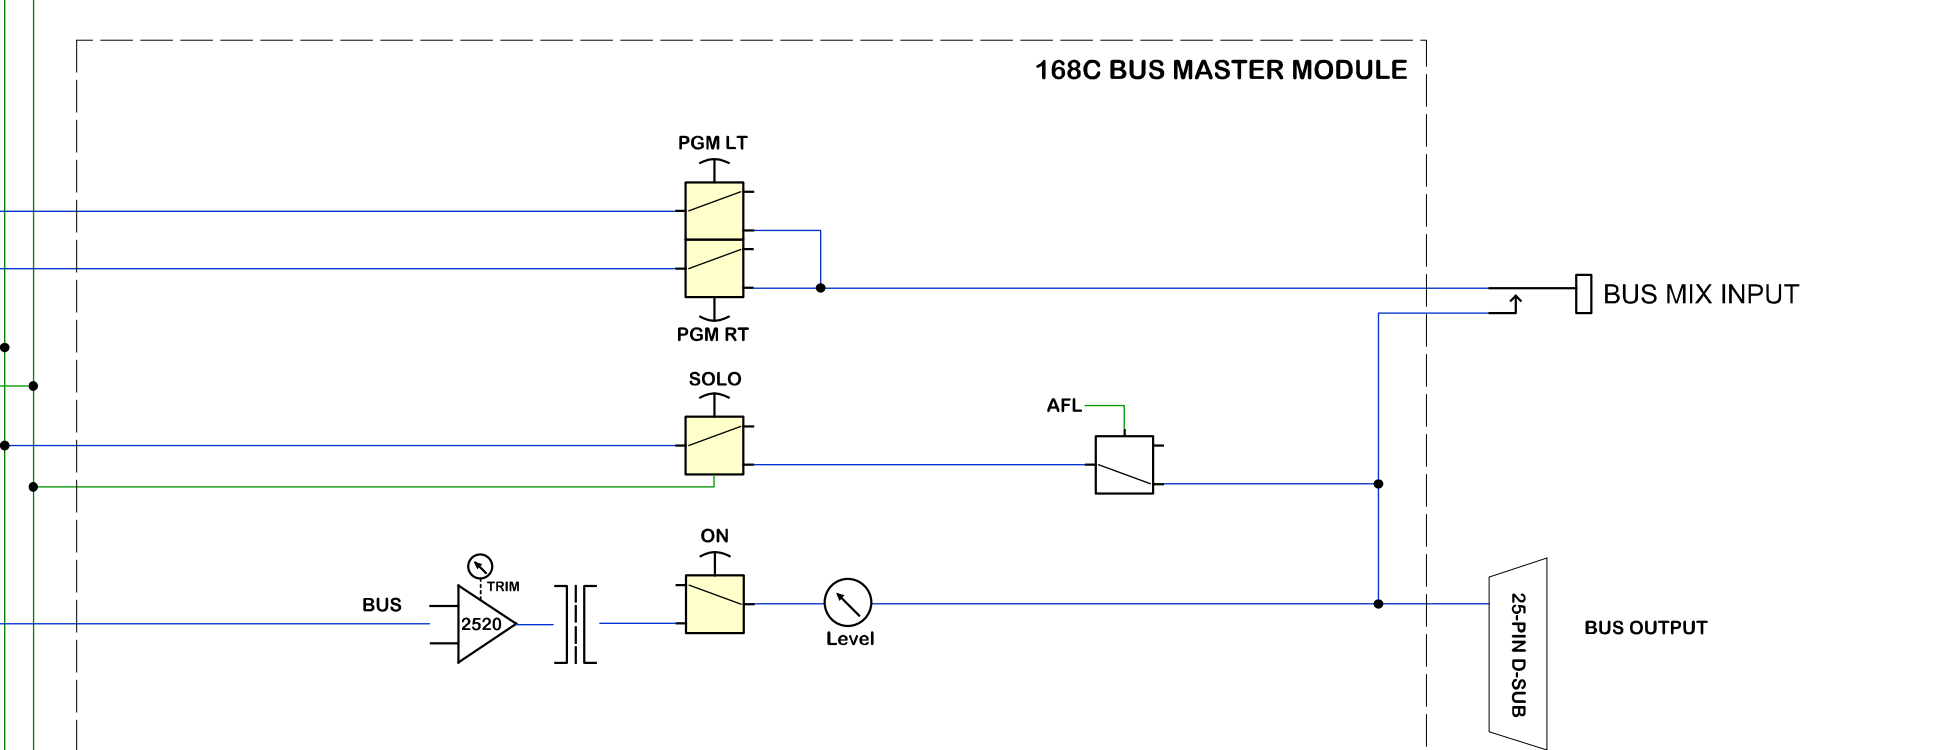 168C BUS MASTER MODULE
PGM LT
BUS MIX INPUT
PGM RT
SOLO
AFL
ON
TRIM
BUS
2520
Level
25-PIN D-SUB
BUS OUTPUT